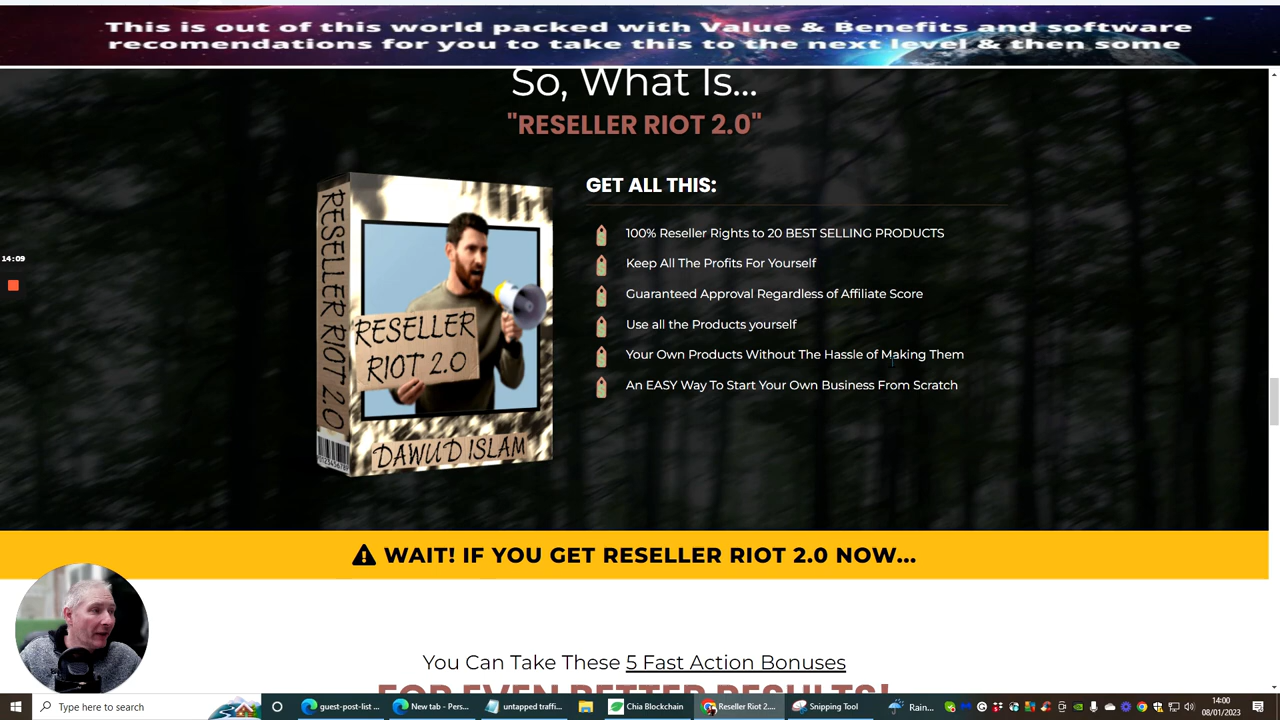 This is out of this world packed with Value & Benefits and software
recomendations for you to take this to the next level & then some
So, What Is...
"RESELLER RIOT 2.0"
GET ALL THIS:
100% Reseller Rights to 20 BEST SELLING PRODUCTS
Keep All The Profits For Yourself
Guaranteed Approval Regardless of Affiliate Score
Use all the Products yourself
Your Own Products Without The Hassle of Making Them
An EASY Way To Start Your Own Business From Scratch
RESELLER RIOT 2.0
RESELLER
RIOT 2.0
DAWUD ISLAM
14:09
WAIT! IF YOU GET RESELLER RIOT 2.0 NOW...
You Can Take These 5 Fast Action Bonuses
FOR EVEN BETTER RESULTS!
Type here to search
guest-post-list ...
New tab - Pers...
untapped traffi...
Chia Blockchain
Reseller Riot 2....
Snipping Tool
Rain...
14:00
08/01/2023